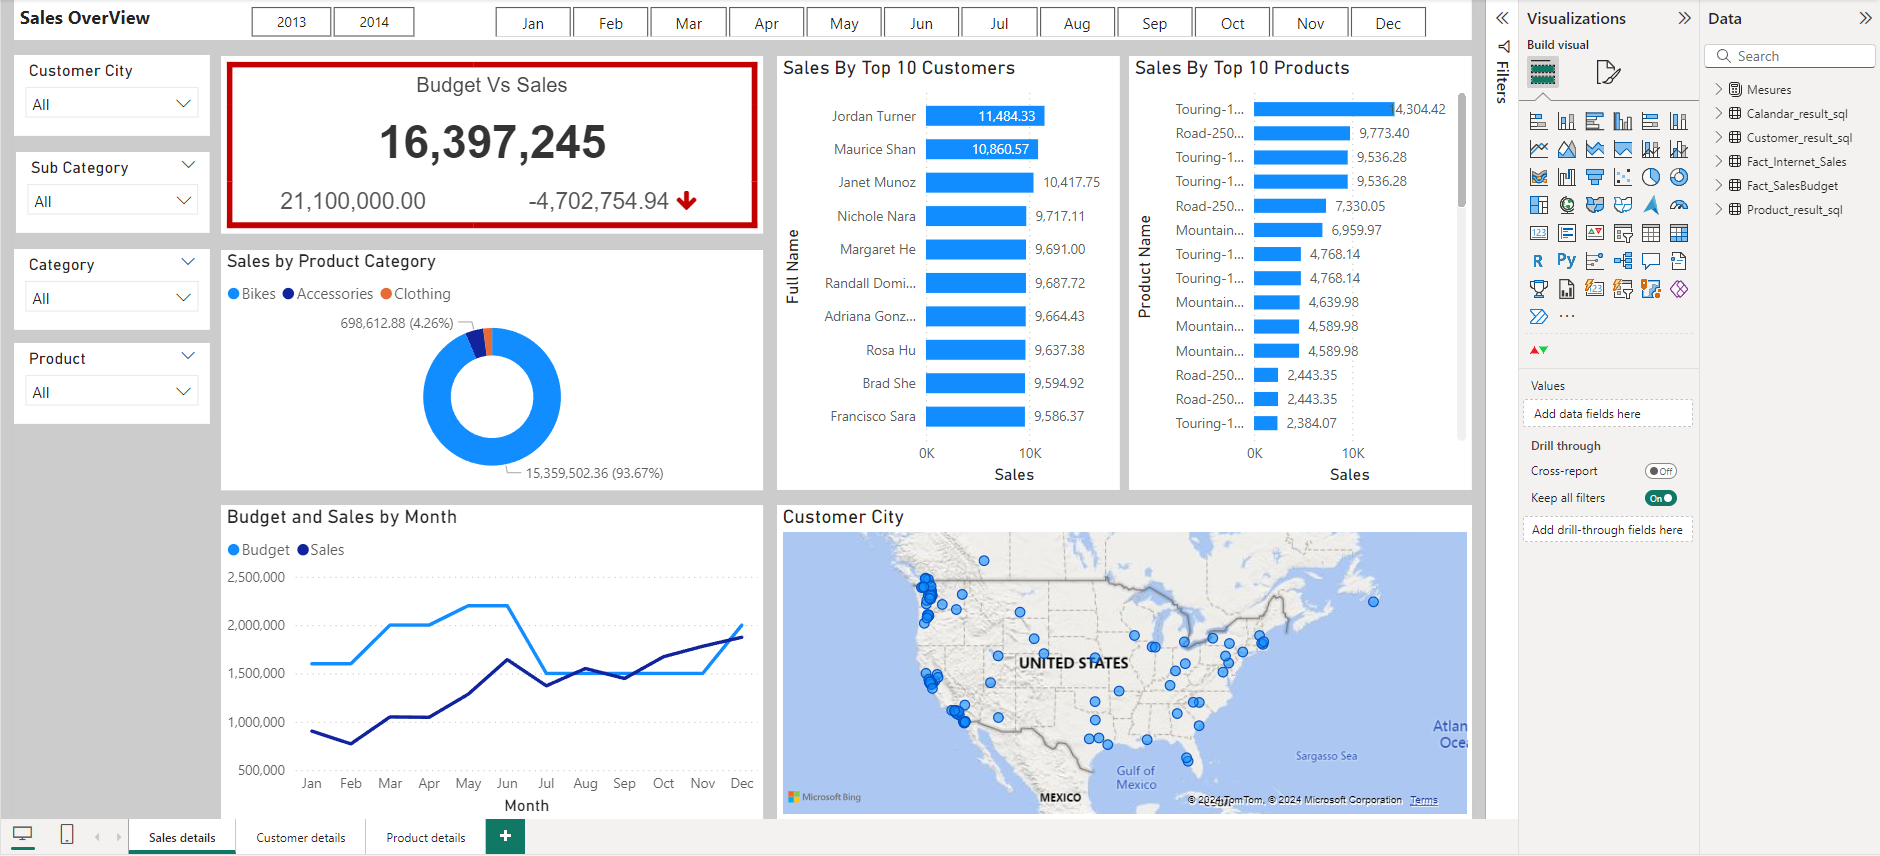 Sales OverView
2013
2014
Jan
Feb
Mar
Apr
May
Jun
Jul
Aug
Sep
Oct
Nov
Dec
Customer City
All
Sub Category
All
Category
All
Product
All
Budget Vs Sales
16,397,245
21,100,000.00
-4,702,754.94
Sales by Product Category
Bikes
Accessories
Clothing
698,612.88 (4.26%)
15,359,502.36 (93.67%)
Sales By Top 10 Customers
Full Name
Jordan Turner
11,484.33
Maurice Shan
10,860.57
Janet Munoz
10,417.75
Nichole Nara
9,717.11
Margaret He
9,691.00
Randall Domi...
9,687.72
Adriana Gonz...
9,664.43
Rosa Hu
9,637.38
Brad She
9,594.92
Francisco Sara
9,586.37
0K
10K
Sales
Sales By Top 10 Products
Product Name
Touring-1...
14,304.42
Road-250...
9,773.40
Touring-1...
9,536.28
Touring-1...
9,536.28
Road-250...
7,330.05
Mountain...
6,959.97
Touring-1...
4,768.14
Touring-1...
4,768.14
Mountain...
4,639.98
Mountain...
4,589.98
Mountain...
4,589.98
Road-250...
2,443.35
Road-250...
2,443.35
Touring-1...
2,384.07
0K
10K
Sales
Budget and Sales by Month
Budget
Sales
2,500,000
2,000,000
1,500,000
1,000,000
500,000
Jan
Feb
Mar
Apr
May
Jun
Jul
Aug
Sep
Oct
Nov
Dec
Month
Customer City
UNITED STATES
MEXICO
Gulf of
Mexico
Sargasso Sea
Atlan
Ocea
Microsoft Bing
© 2024 TomTom, © 2024 Microsoft Corporation
Terms
Sales details
Customer details
Product details
+
Filters
Visualizations
Build visual
123
R
Py
123
...
Values
Add data fields here
Drill through
Cross-report
Off
Keep all filters
On
Add drill-through fields here
Data
Search
Mesures
Calandar_result_sql
Customer_result_sql
Fact_Internet_Sales
Fact_SalesBudget
Product_result_sql